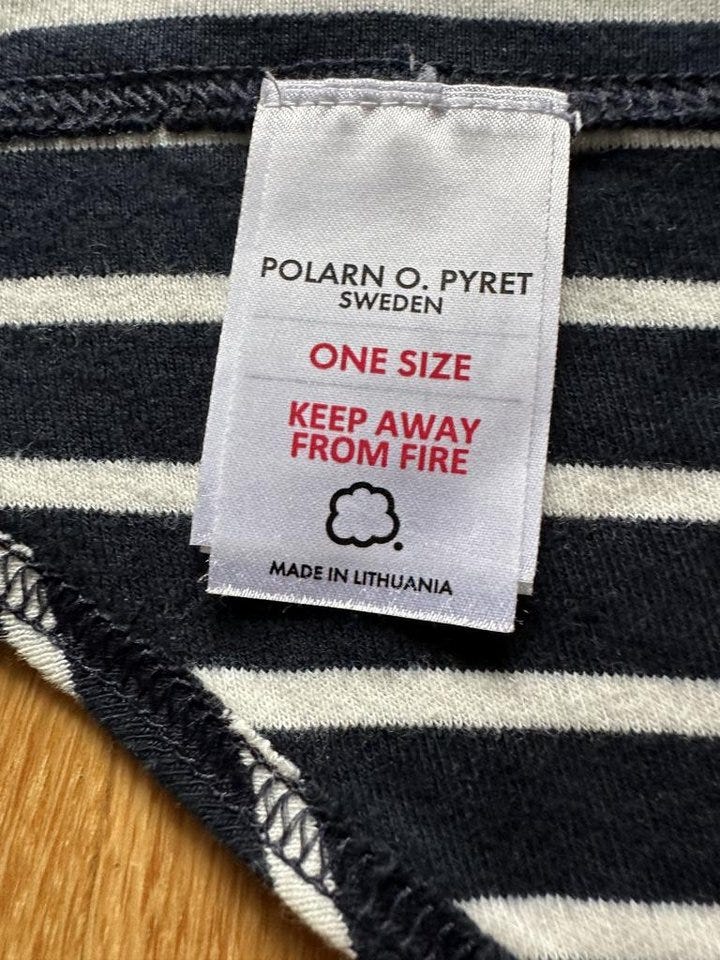 POLARN O. PYRET
SWEDEN
ONE SIZE
KEEP AWAY
FROM FIRE
MADE IN LITHUANIA